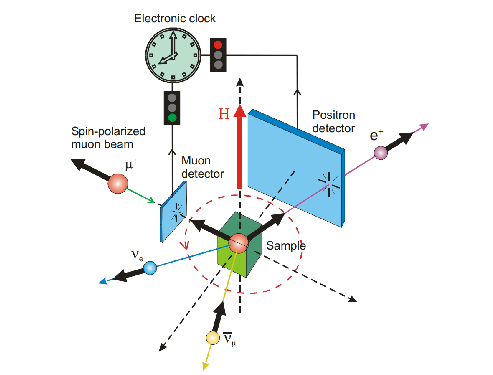 Electronic clock
H
Positron
detector
e⁺
Spin-polarized
muon beam
μ⁺
Muon
detector
Sample
νₑ
ν̅μ